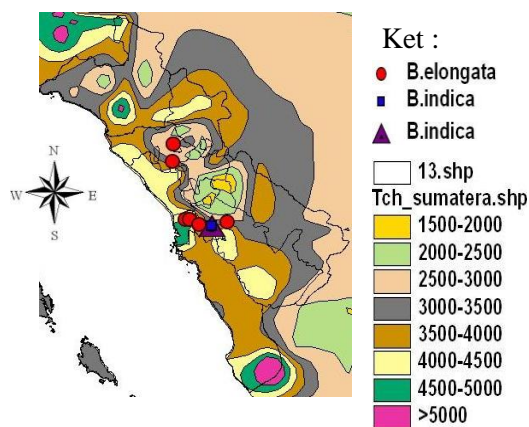 Ket :
B.elongata
B.indica
B.indica
13.shp
Tch_sumatera.shp
1500-2000
2000-2500
2500-3000
3000-3500
3500-4000
4000-4500
4500-5000
>5000
N
W E
S